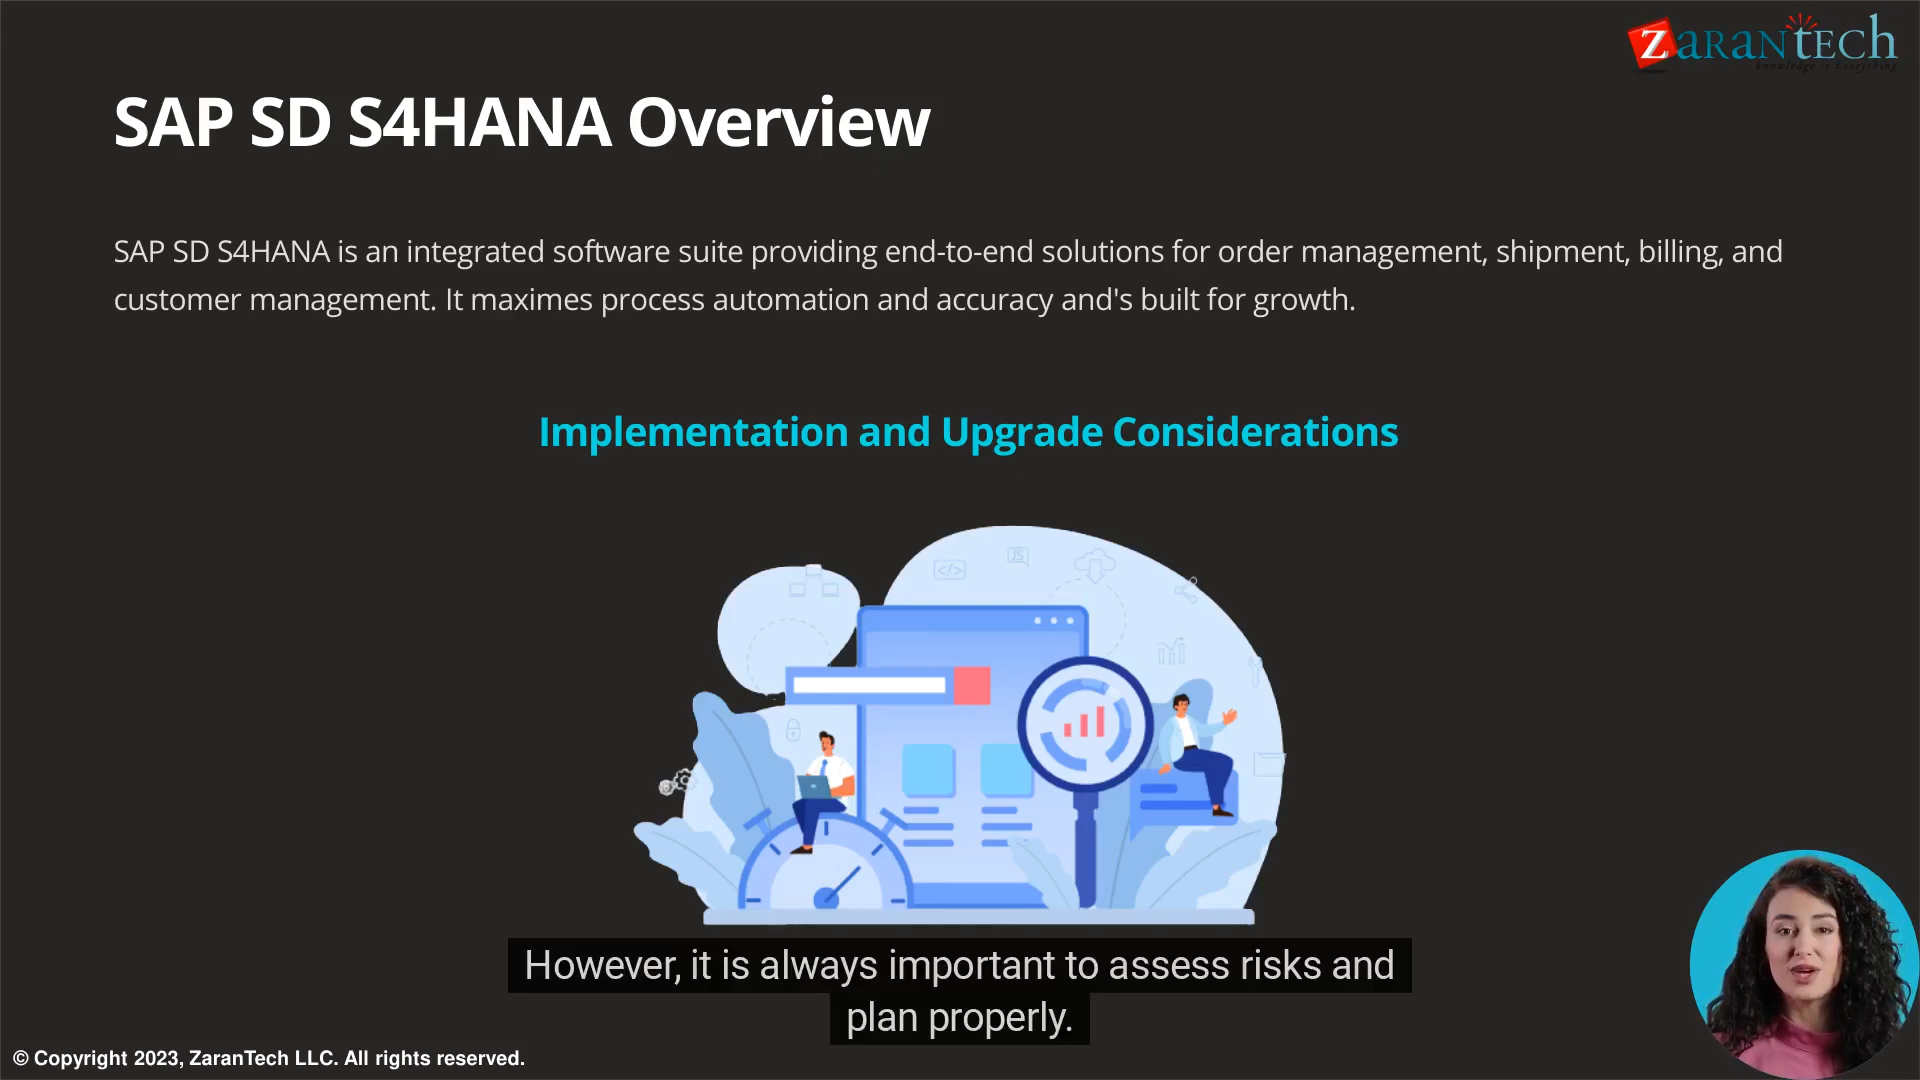 ZaranTech
SAP SD S4HANA Overview
SAP SD S4HANA is an integrated software suite providing end-to-end solutions for order management, shipment, billing, and
customer management. It maximes process automation and accuracy and's built for growth.
Implementation and Upgrade Considerations
</>
JS
However, it is always important to assess risks and
plan properly.
© Copyright 2023, ZaranTech LLC. All rights reserved.